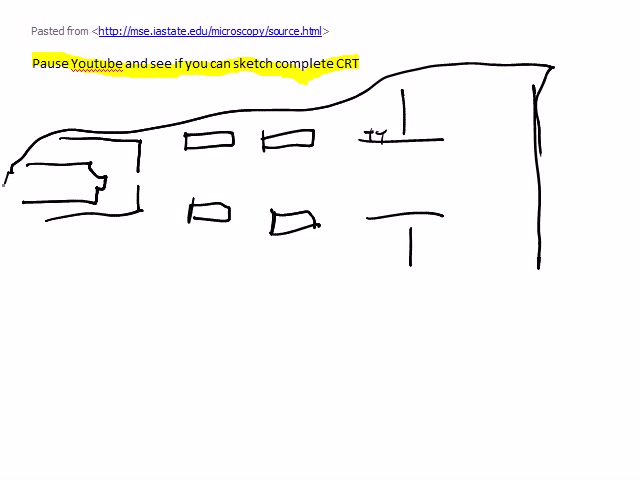 Pasted from <http://mse.iastate.edu/microscopy/source.html>
Pause Youtube and see if you can sketch complete CRT